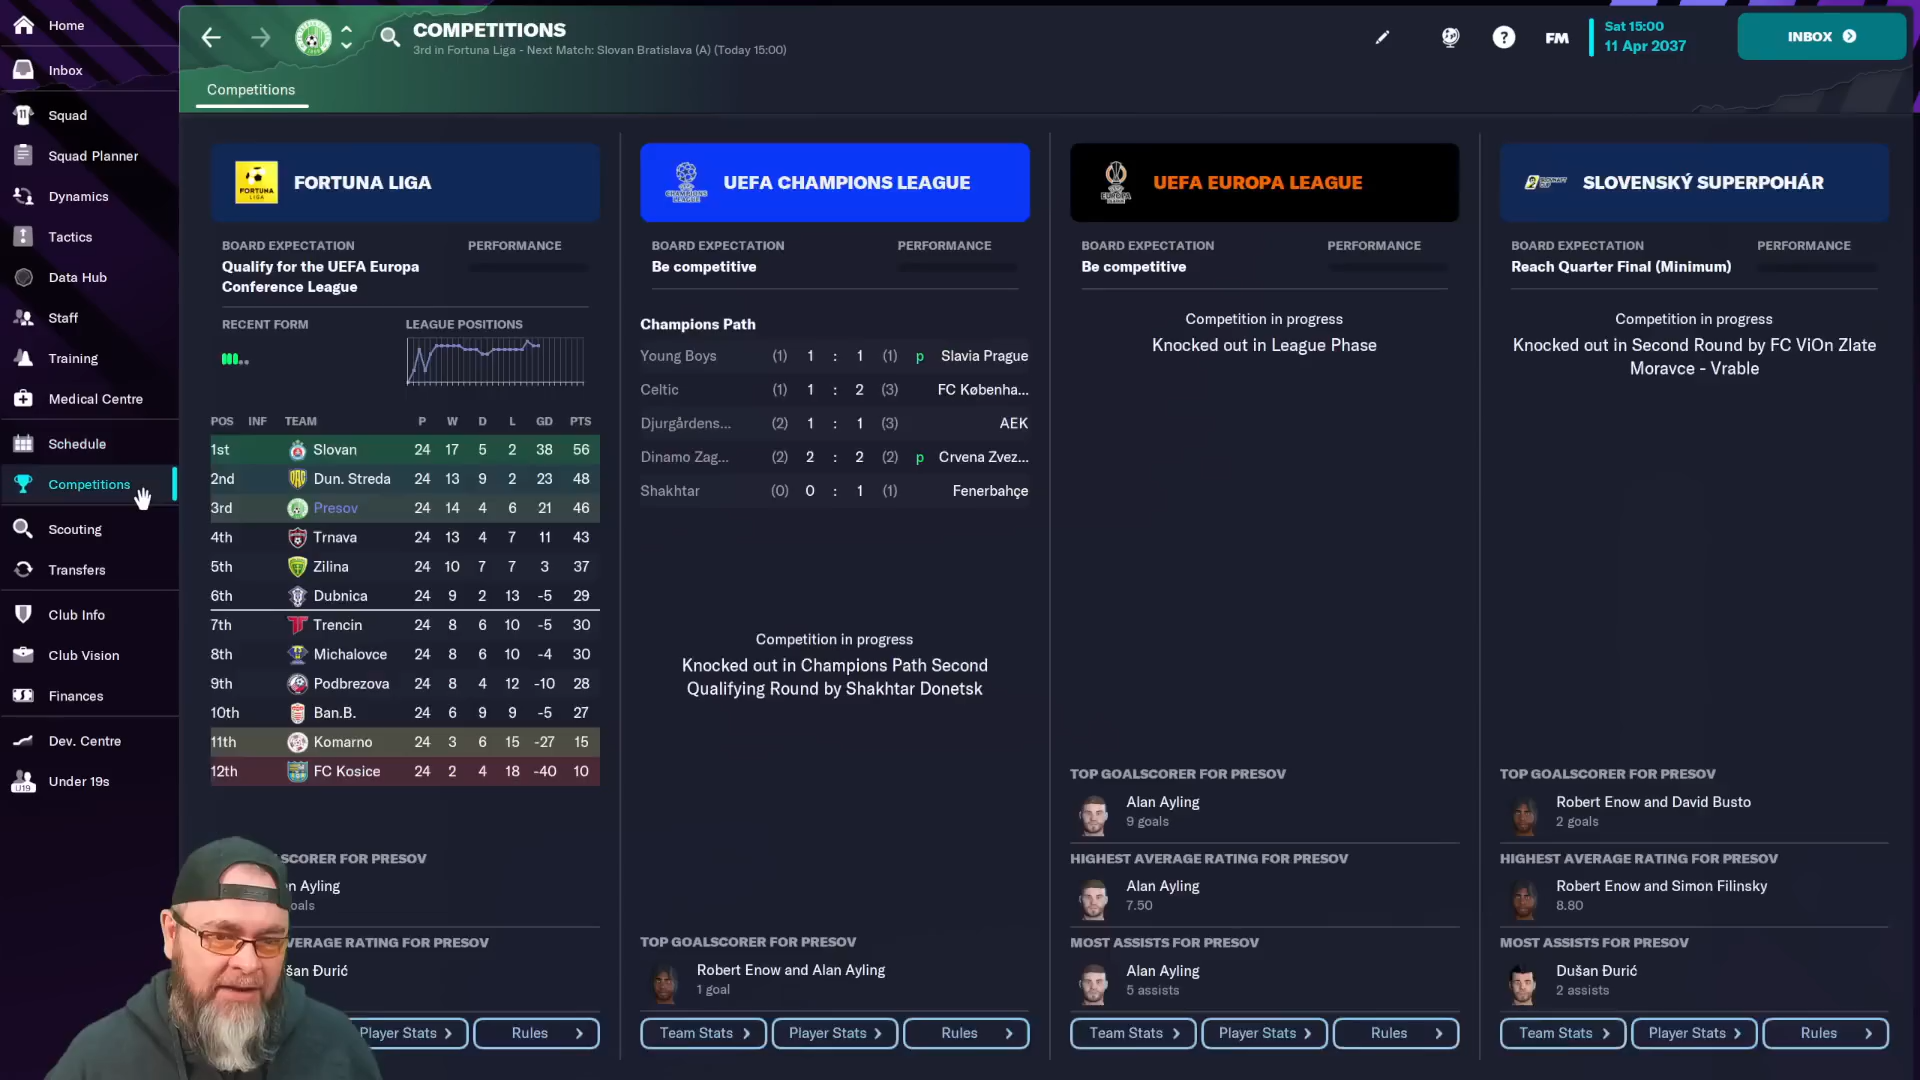 Home
Inbox
Squad
Squad Planner
Dynamics
Tactics
Data Hub
Staff
Training
Medical Centre
Schedule
Competitions
Scouting
Transfers
Club Info
Club Vision
Finances
Dev. Centre
Under 19s
COMPETITIONS
3rd in Fortuna Liga - Next Match: Slovan Bratislava (A) (Today 15:00)
FM
Sat 15:00
11 Apr 2037
INBOX
Competitions
FORTUNA LIGA
BOARD EXPECTATION PERFORMANCE
Qualify for the UEFA Europa
Conference League
RECENT FORM LEAGUE POSITIONS
POS INF TEAM P W D L GD PTS
1st Slovan 24 17 5 2 38 56
2nd Dun. Streda 24 13 9 2 23 48
3rd Presov 24 14 4 6 21 46
4th Trnava 24 13 4 7 11 43
5th Zilina 24 10 7 7 3 37
6th Dubnica 24 9 2 13 -5 29
7th Trencin 24 8 6 10 -5 30
8th Michalovce 24 8 6 10 -4 30
9th Podbrezova 24 8 4 12 -10 28
10th Ban.B. 24 6 9 9 -5 27
11th Komarno 24 3 6 15 -27 15
12th FC Kosice 24 2 4 18 -40 10
SCORER FOR PRESOV
n Ayling
oals
VERAGE RATING FOR PRESOV
šan Đurić
Player Stats
Rules
UEFA CHAMPIONS LEAGUE
BOARD EXPECTATION PERFORMANCE
Be competitive
Champions Path
Young Boys (1) 1 : 1 (1) p Slavia Prague
Celtic (1) 1 : 2 (3) FC Københa...
Djurgårdens... (2) 1 : 1 (3) AEK
Dinamo Zag... (2) 2 : 2 (2) p Crvena Zvez...
Shakhtar (0) 0 : 1 (1) Fenerbahçe
Competition in progress
Knocked out in Champions Path Second
Qualifying Round by Shakhtar Donetsk
TOP GOALSCORER FOR PRESOV
Robert Enow and Alan Ayling
1 goal
Team Stats
Player Stats
Rules
UEFA EUROPA LEAGUE
BOARD EXPECTATION PERFORMANCE
Be competitive
Competition in progress
Knocked out in League Phase
TOP GOALSCORER FOR PRESOV
Alan Ayling
9 goals
HIGHEST AVERAGE RATING FOR PRESOV
Alan Ayling
7.50
MOST ASSISTS FOR PRESOV
Alan Ayling
5 assists
Team Stats
Player Stats
Rules
SLOVENSKÝ SUPERPOHÁR
BOARD EXPECTATION PERFORMANCE
Reach Quarter Final (Minimum)
Competition in progress
Knocked out in Second Round by FC ViOn Zlate
Moravce - Vrable
TOP GOALSCORER FOR PRESOV
Robert Enow and David Busto
2 goals
HIGHEST AVERAGE RATING FOR PRESOV
Robert Enow and Simon Filinsky
8.80
MOST ASSISTS FOR PRESOV
Dušan Đurić
2 assists
Team Stats
Player Stats
Rules